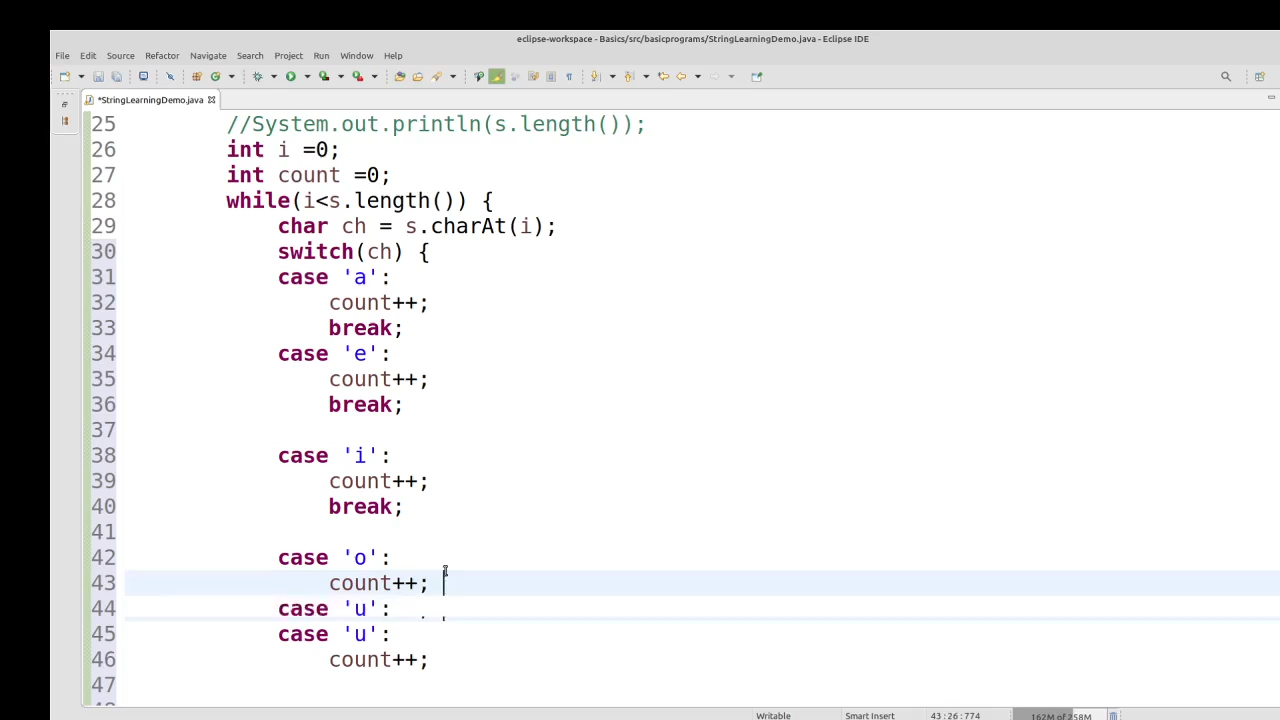 eclipse-workspace - Basics/src/basicprograms/StringLearningDemo.java - Eclipse IDE
File Edit Source Refactor Navigate Search Project Run Window Help
*StringLearningDemo.java
25 //System.out.println(s.length());
26 int i =0;
27 int count =0;
28 while(i<s.length()) {
29 char ch = s.charAt(i);
30 switch(ch) {
31 case 'a':
32 count++;
33 break;
34 case 'e':
35 count++;
36 break;
37
38 case 'i':
39 count++;
40 break;
41
42 case 'o':
43 count++;
44 case 'u':
45 case 'u':
46 count++;
47
Writable Smart Insert 43 : 26 : 774 162M of 258M